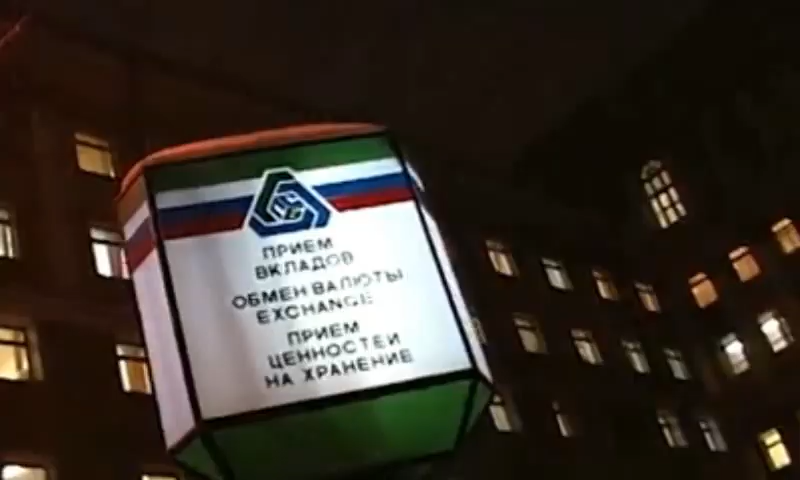 ПРИЕМ
ВКЛАДОВ
ОБМЕН ВАЛЮТЫ
EXCHANGE
ПРИЕМ
ЦЕННОСТЕЙ
НА ХРАНЕНИЕ